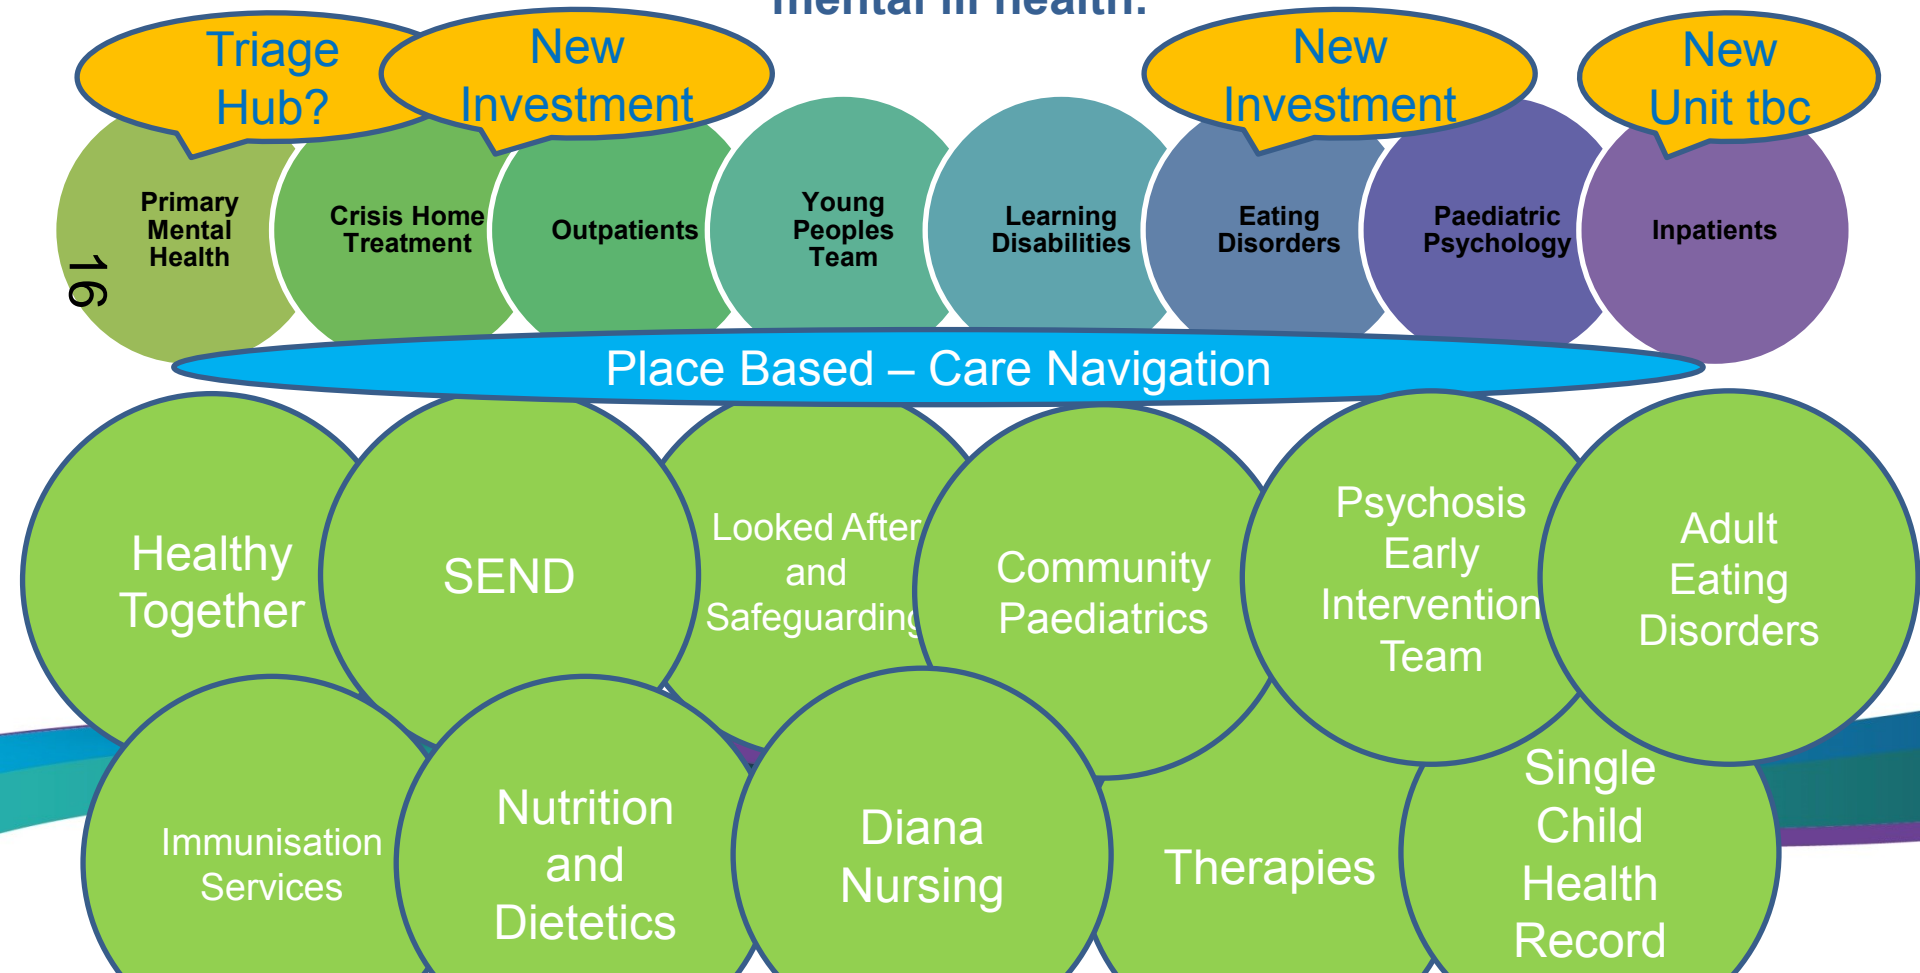 mental ill health.
Triage
Hub?
New
Investment
New
Investment
New
Unit tbc
Primary
Mental
Health
Crisis Home
Treatment
Outpatients
Young
Peoples
Team
Learning
Disabilities
Eating
Disorders
Paediatric
Psychology
Inpatients
16
Place Based – Care Navigation
Healthy
Together
SEND
Looked After
and
Safeguarding
Community
Paediatrics
Psychosis
Early
Intervention
Team
Adult
Eating
Disorders
Immunisation
Services
Nutrition
and
Dietetics
Diana
Nursing
Therapies
Single
Child
Health
Record